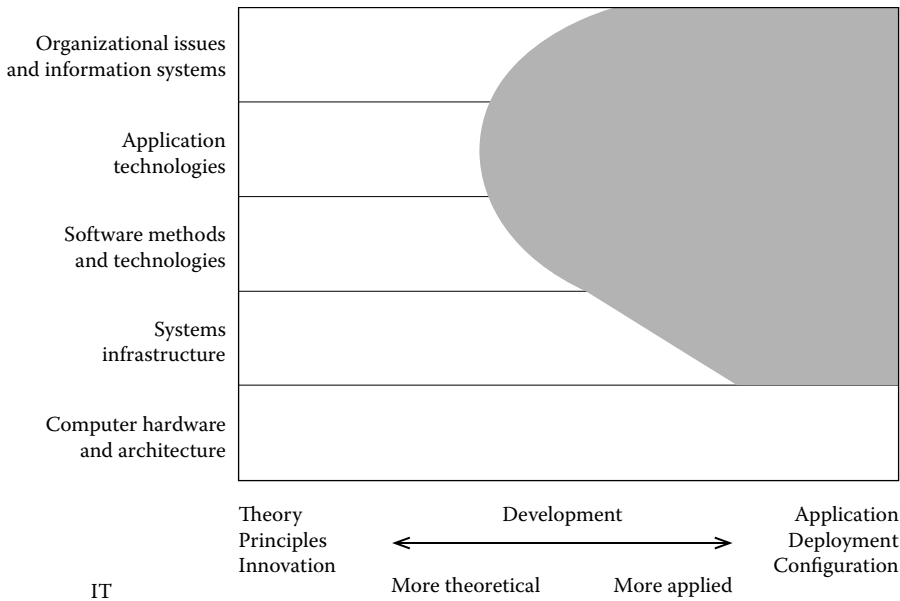 Organizational issues
and information systems
Application
technologies
Software methods
and technologies
Systems
infrastructure
Computer hardware
and architecture
Theory
Principles
Innovation
Development
More theoretical
More applied
Application
Deployment
Configuration
IT